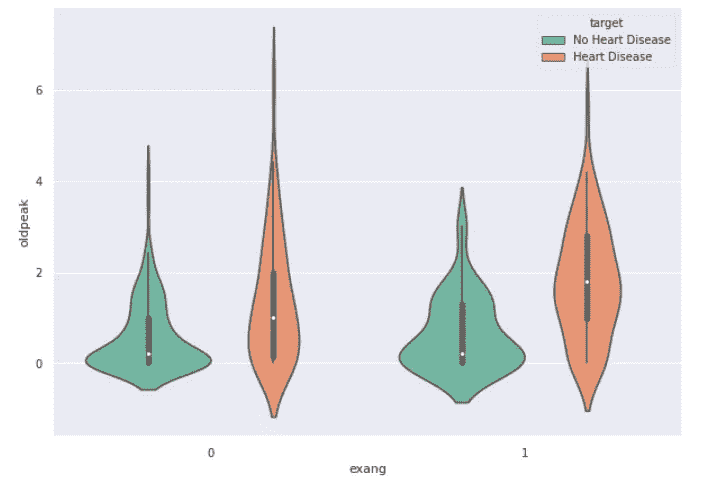 target
No Heart Disease
Heart Disease
6
4
2
0
oldpeak
0 1
exang